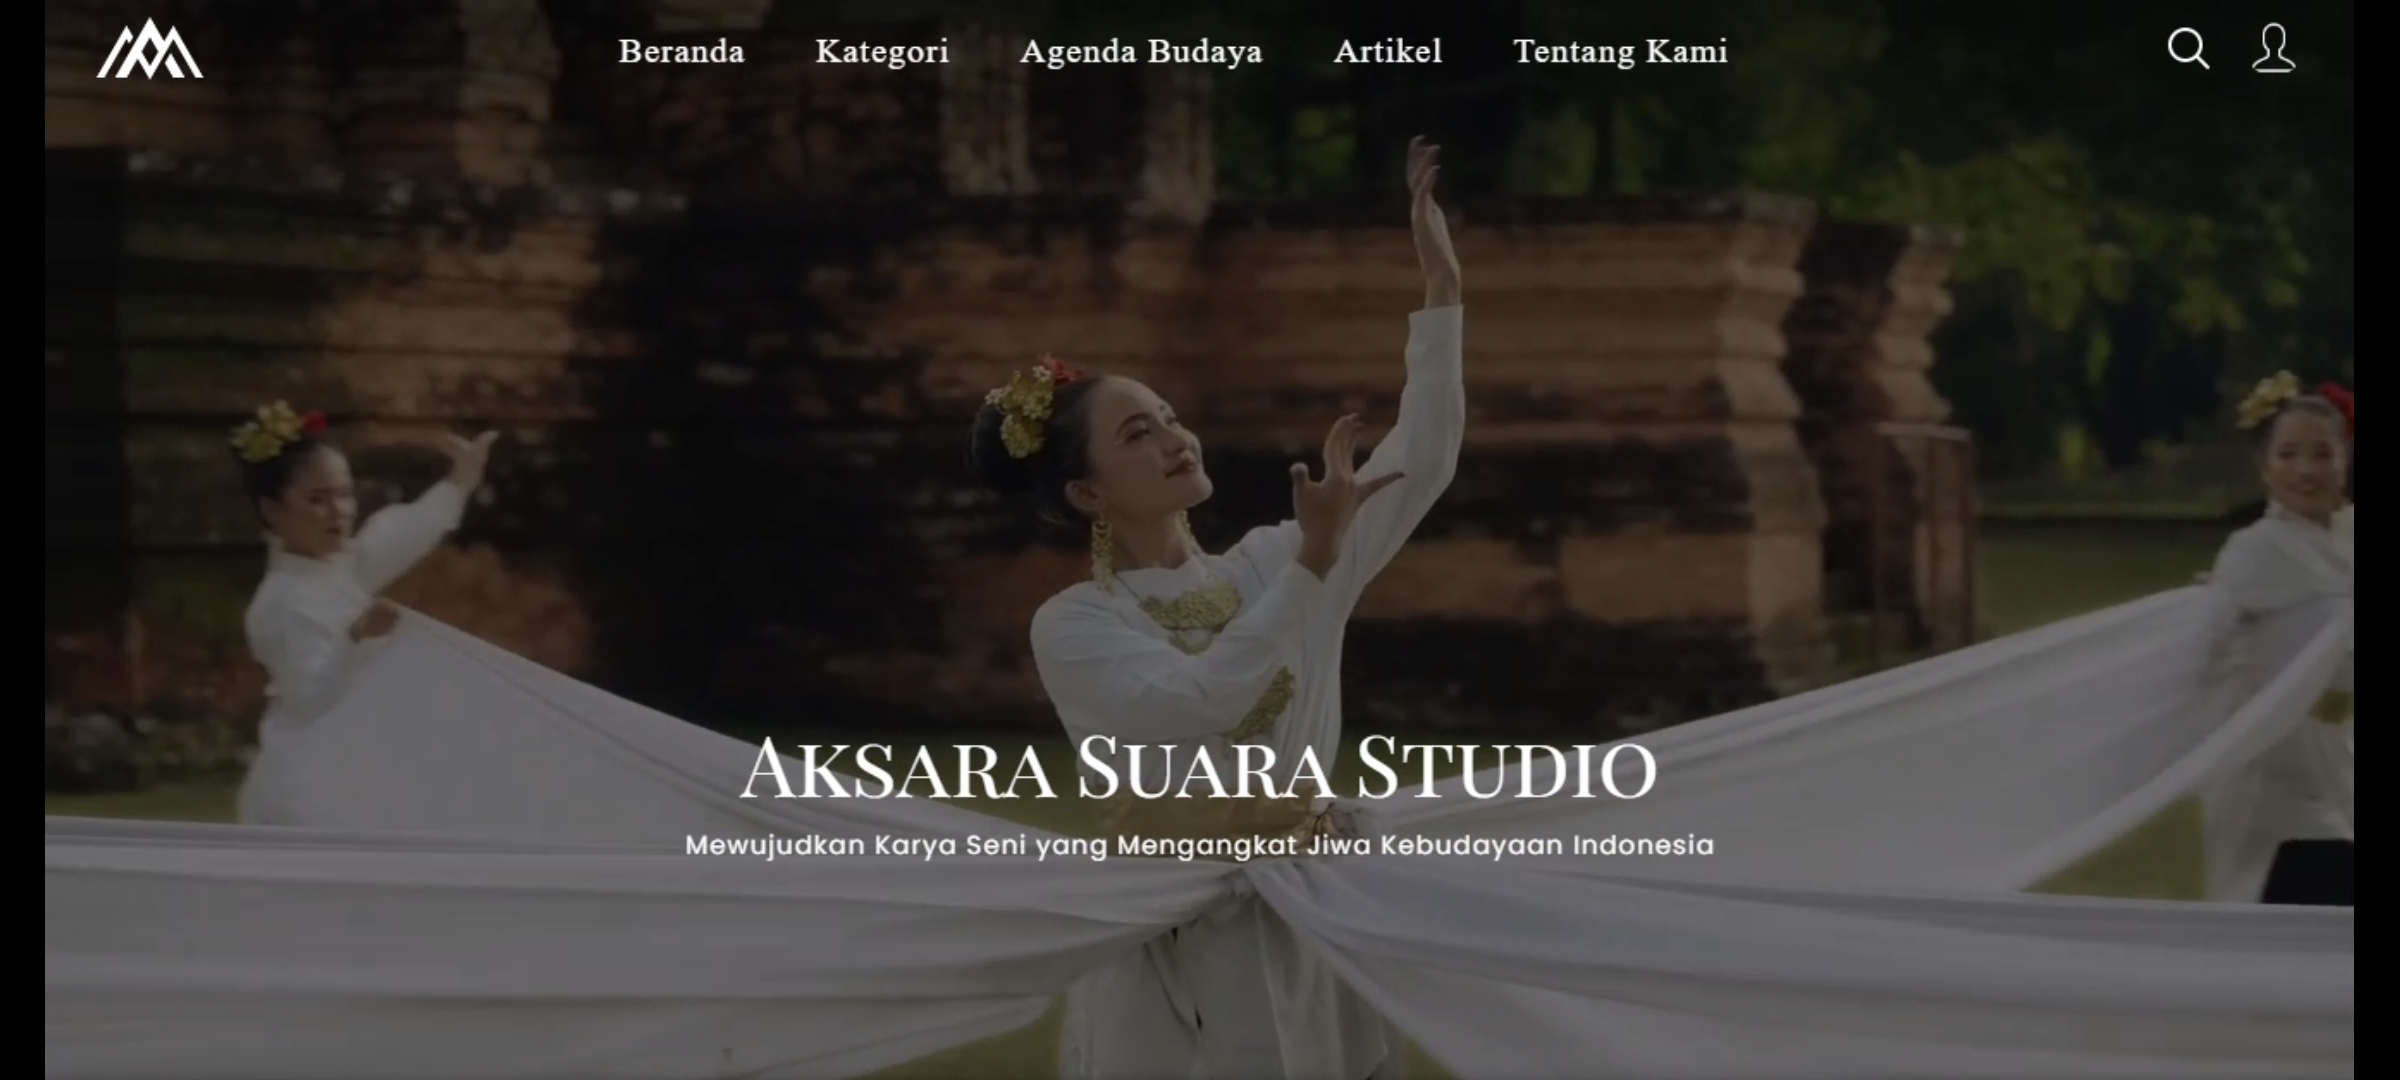 Beranda Kategori Agenda Budaya Artikel Tentang Kami
Aksara Suara Studio
Mewujudkan Karya Seni yang Mengangkat Jiwa Kebudayaan Indonesia